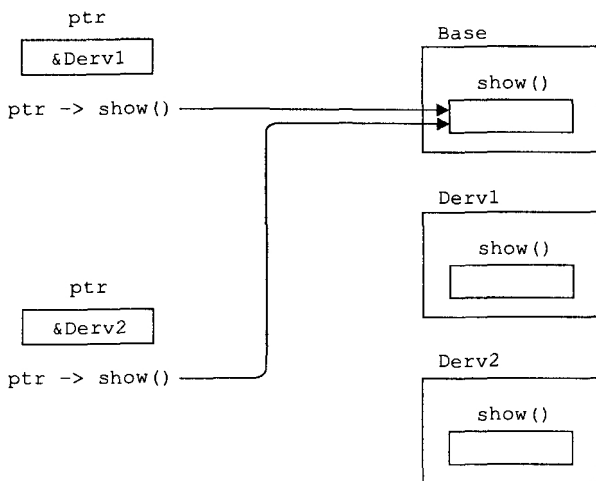 ptr
&Derv1
ptr -> show()
Base
show()
Derv1
show()
ptr
&Derv2
ptr -> show()
Derv2
show()